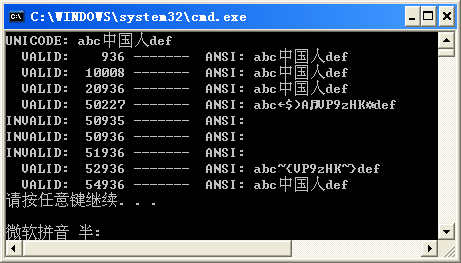 C:\WINDOWS\system32\cmd.exe
UNICODE: abc中国人def
VALID: 936 ------- ANSI: abc中国人def
VALID: 10008 ------- ANSI: abc中国人def
VALID: 20936 ------- ANSI: abc中国人def
VALID: 50227 ------- ANSI: abc←$)A♫VP9zHK☼def
INVALID: 50935 ------- ANSI:
INVALID: 50936 ------- ANSI:
INVALID: 51936 ------- ANSI:
VALID: 52936 ------- ANSI: abc~{VP9zHK~}def
VALID: 54936 ------- ANSI: abc中国人def
请按任意键继续. . .
微软拼音 半: